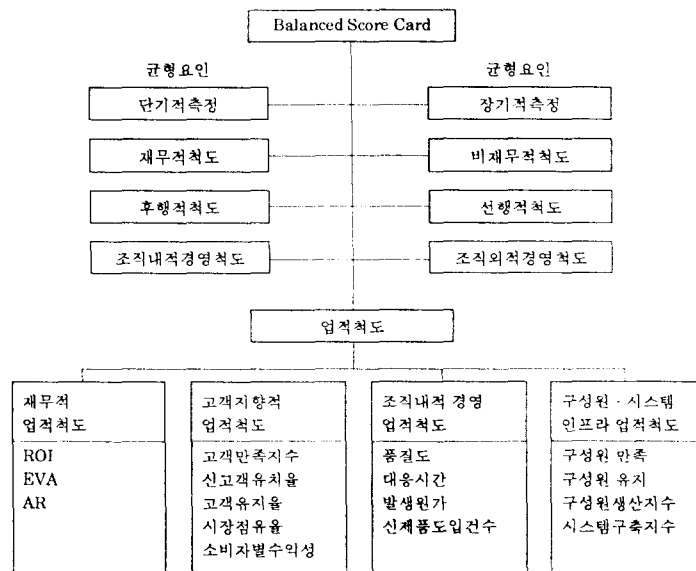 Balanced Score Card
균형요인
균형요인
단기적측정
장기적측정
재무적척도
비재무적척도
후행적척도
선행적척도
조직내적경영척도
조직외적경영척도
업적척도
재무적
업적척도
ROI
EVA
AR
고객지향적
업적척도
고객만족지수
신고객유치율
고객유지율
시장점유율
소비자별수익성
조직내적 경영
업적척도
품질도
대응시간
발생원가
신제품도입건수
구성원 · 시스템
인프라 업적척도
구성원 만족
구성원 유지
구성원생산지수
시스템구축지수